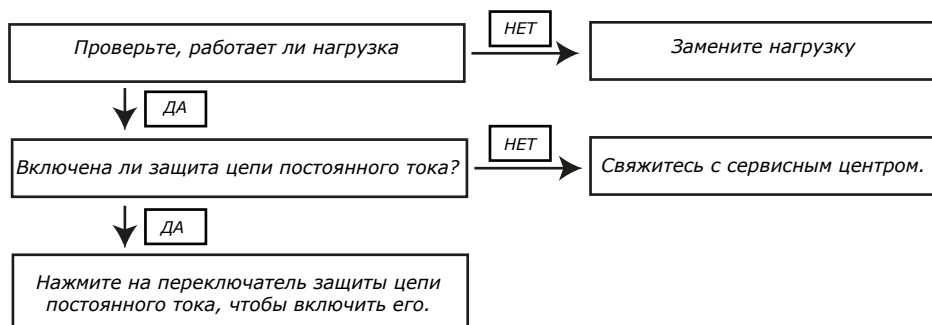 Проверьте, работает ли нагрузка
НЕТ
Замените нагрузку
ДА
Включена ли защита цепи постоянного тока?
НЕТ
Свяжитесь с сервисным центром.
ДА
Нажмите на переключатель защиты цепи
постоянного тока, чтобы включить его.